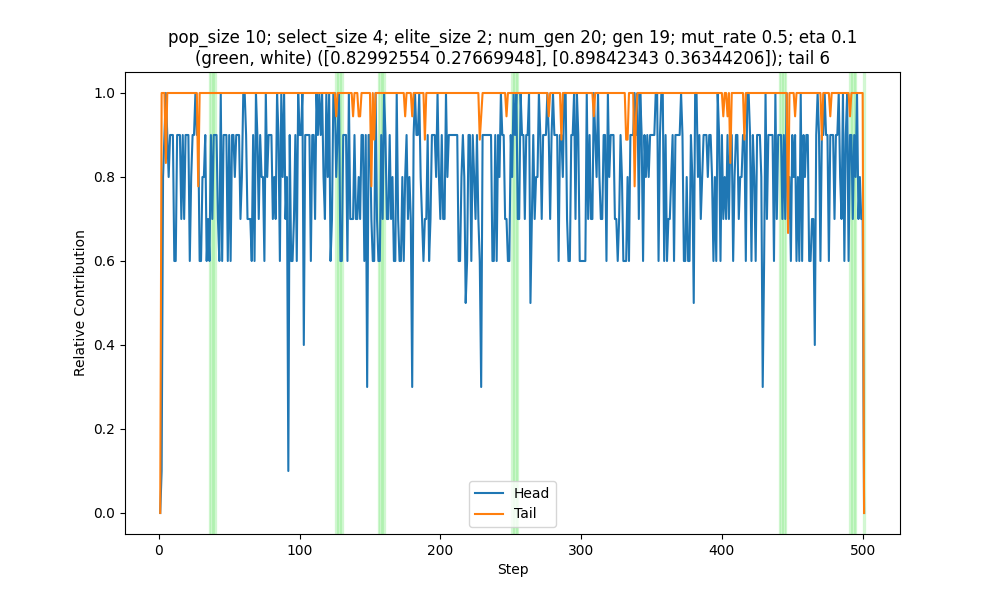 pop_size 10; select_size 4; elite_size 2; num_gen 20; gen 19; mut_rate 0.5; eta 0.1
(green, white) ([0.82992554 0.27669948], [0.89842343 0.36344206]); tail 6
1.0
0.8
0.6
0.4
0.2
0.0
Relative Contribution
Head
Tail
0
100
200
300
400
500
Step